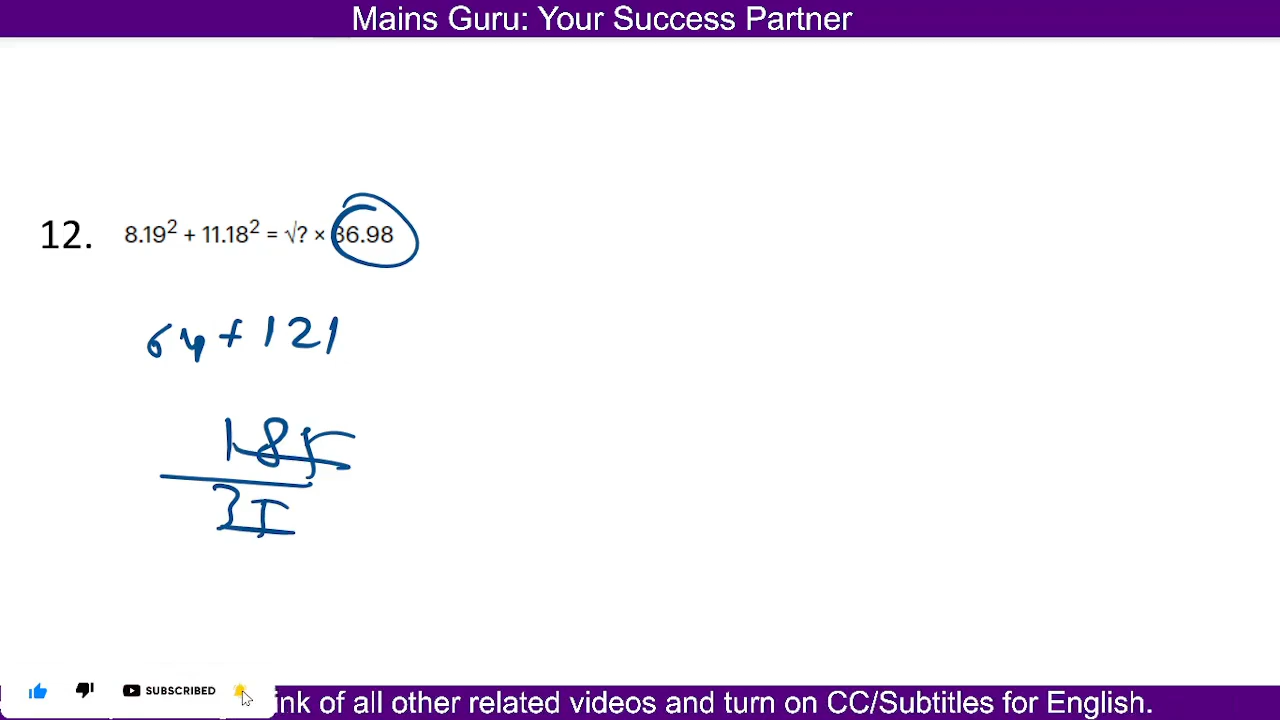 Mains Guru: Your Success Partner
12. 8.19² + 11.18² = √? × 36.98
64 + 121
185
37
SUBSCRIBED
ink of all other related videos and turn on CC/Subtitles for English.